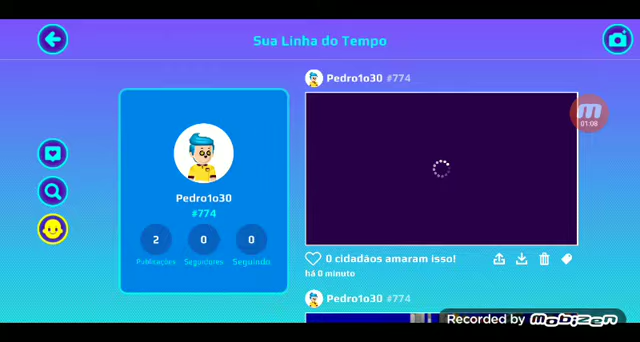 Sua Linha do Tempo
Pedro1o30 #774
01:08
Pedro1o30
#774
2 0 0
Publicações Seguidores Seguindo
0 cidadãos amaram isso!
há 0 minuto
Pedro1o30 #774
Recorded by Mobizen